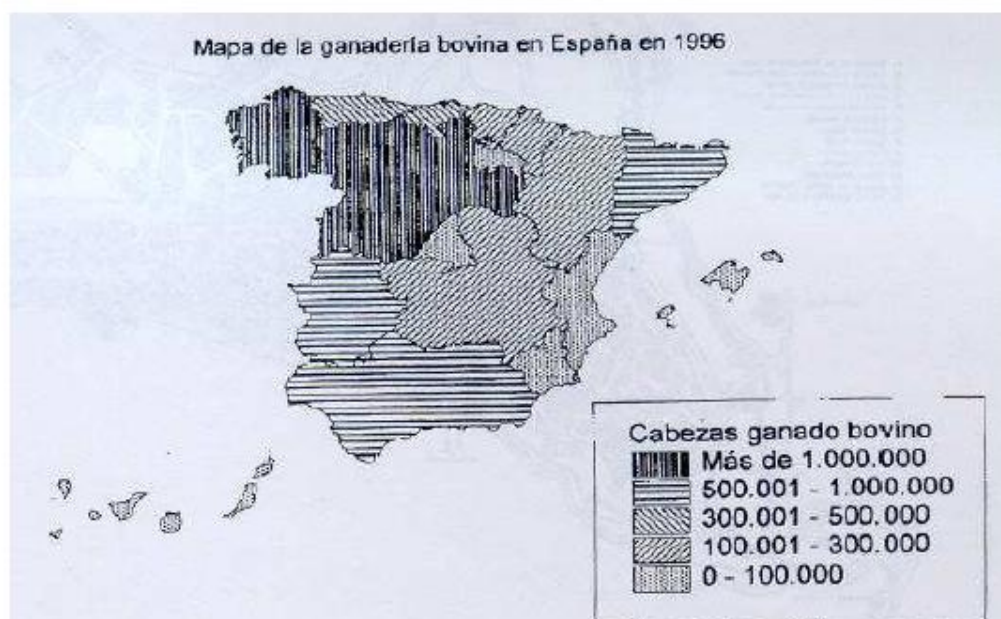 Mapa de la ganadería bovina en España en 1996
Cabezas ganado bovino
Más de 1.000.000
500.001 - 1.000.000
300.001 - 500.000
100.001 - 300.000
0 - 100.000